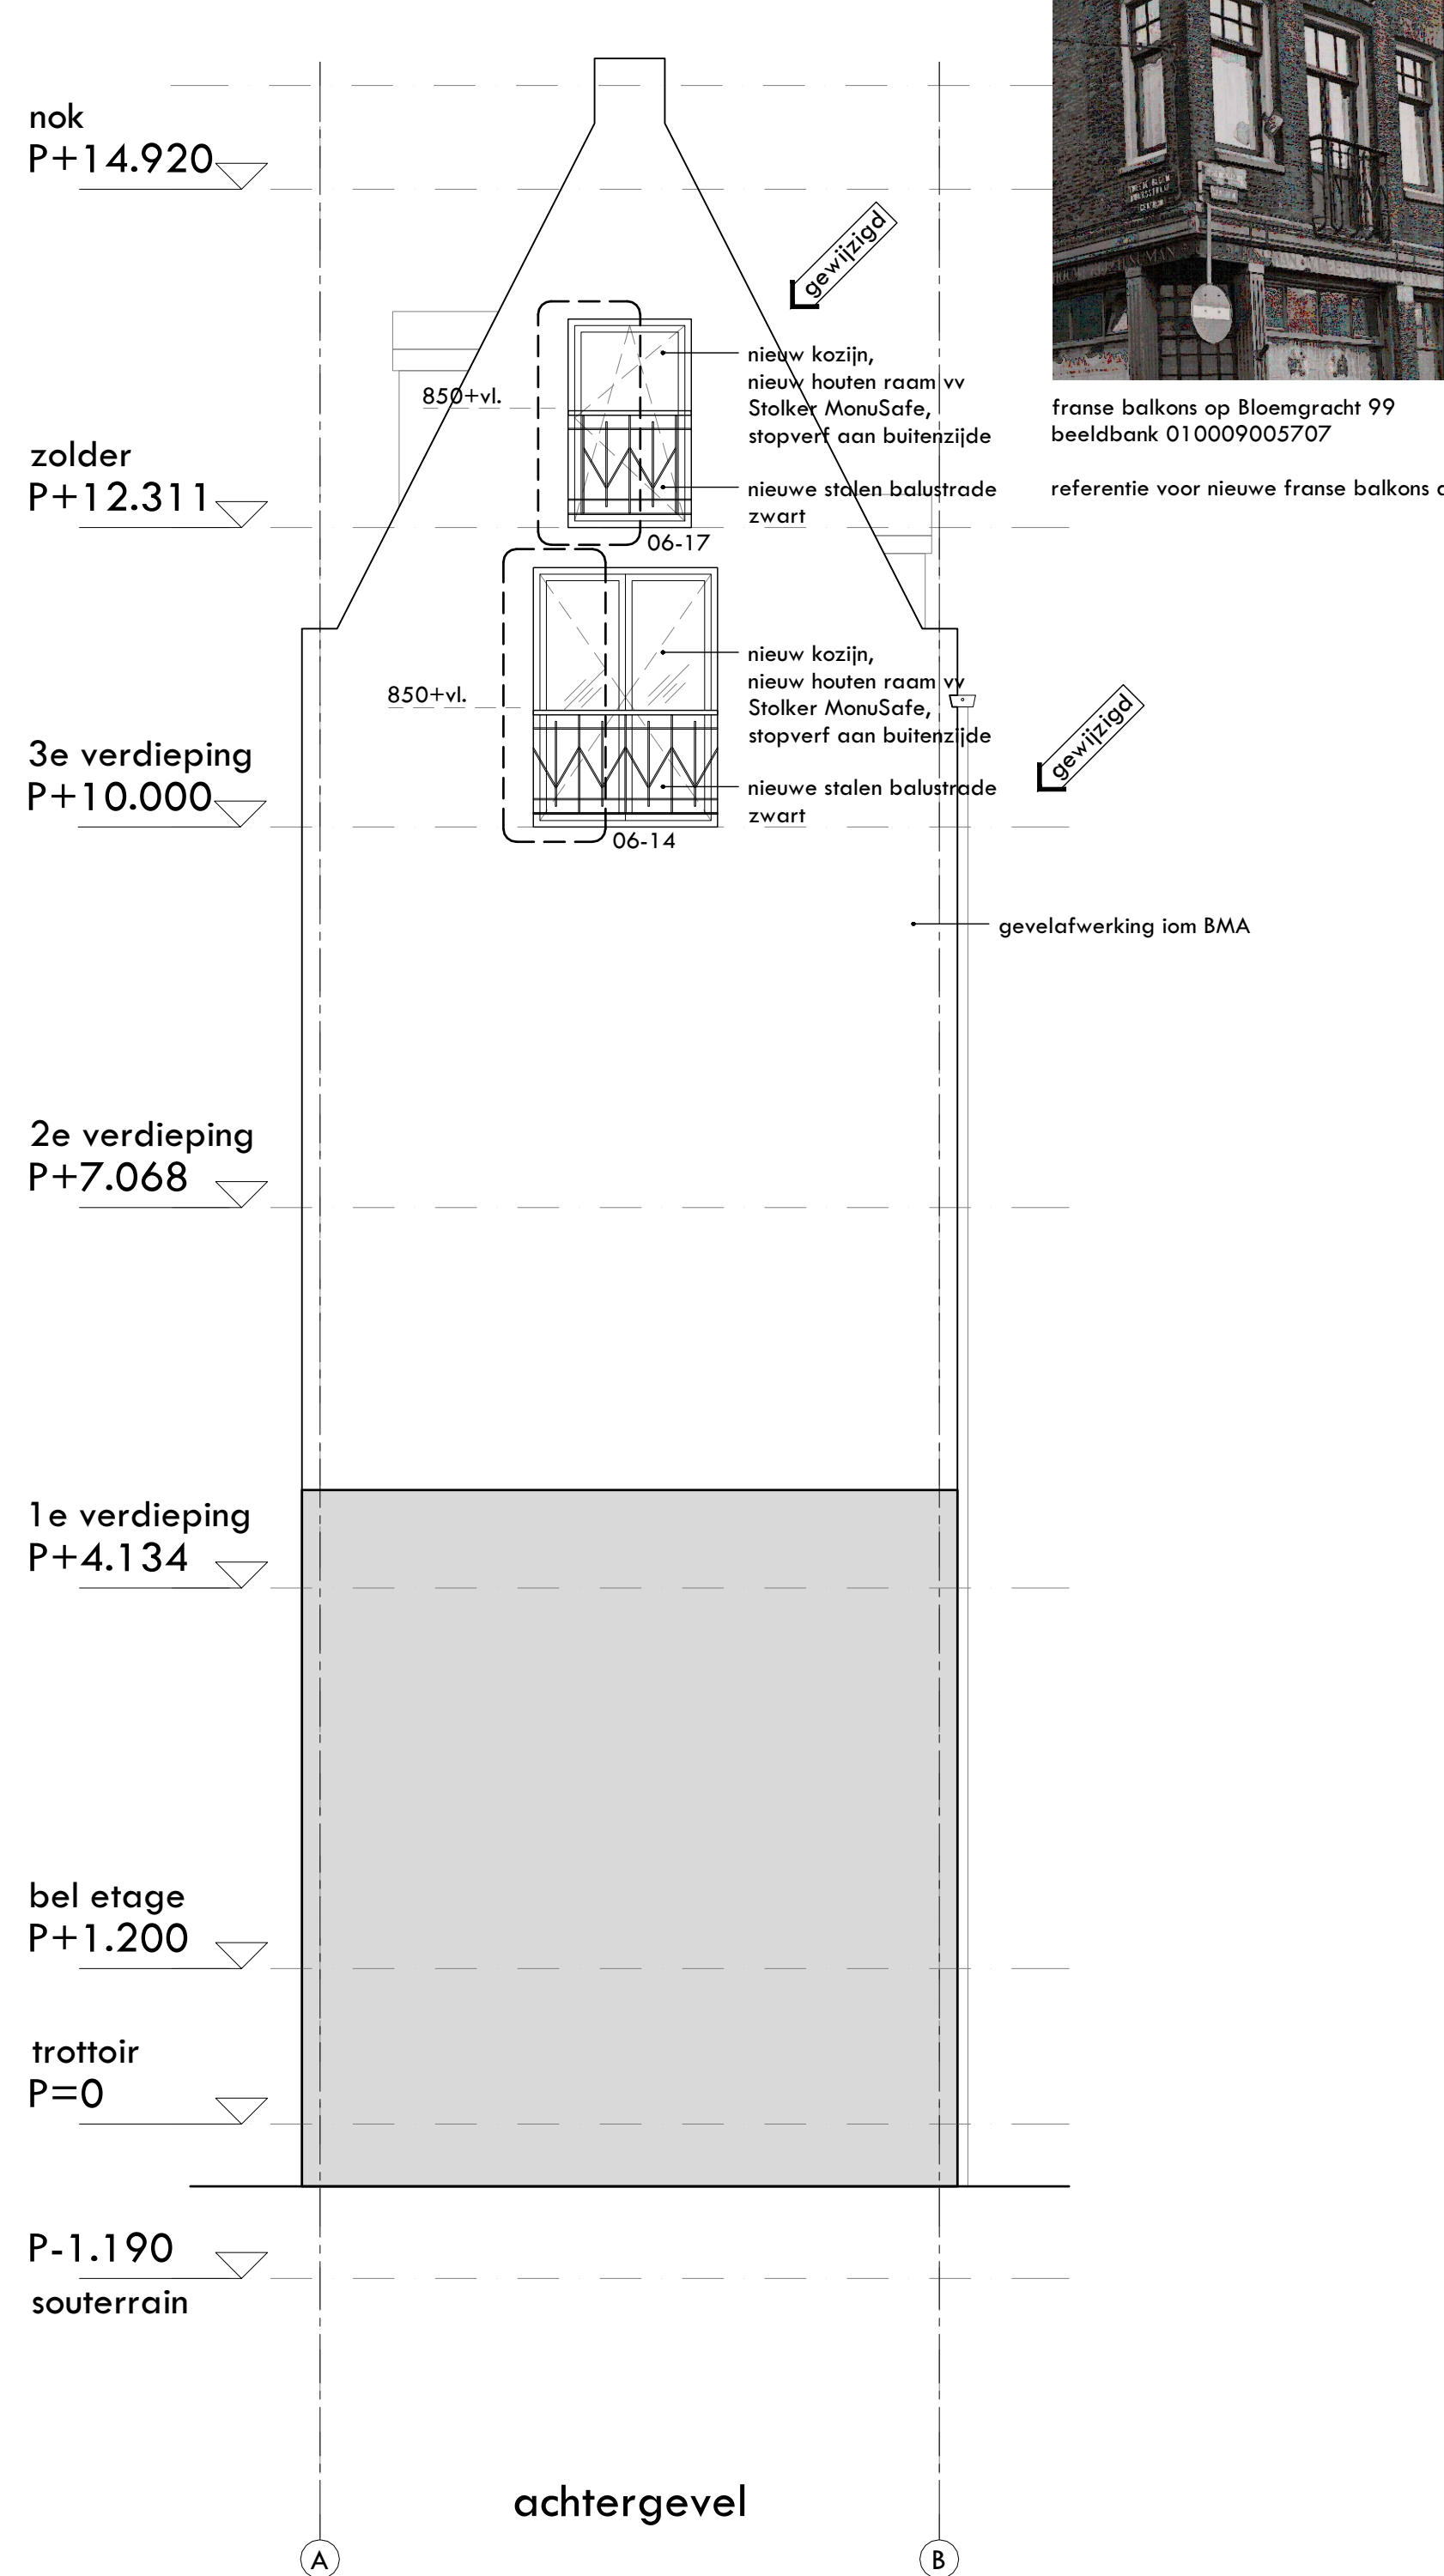 nok
P+14.920
gewijzigd
nieuw kozijn,
nieuw houten raam vv
Stolker MonuSafe,
stopverf aan buitenzijde
850+vl.
franse balkons op Bloemgracht 99
beeldbank 010009005707
referentie voor nieuwe franse balkons
zolder
P+12.311
nieuwe stalen balustrade
zwart
06-17
nieuw kozijn,
nieuw houten raam vv
Stolker MonuSafe,
stopverf aan buitenzijde
850+vl.
gewijzigd
3e verdieping
P+10.000
nieuwe stalen balustrade
zwart
06-14
gevelafwerking iom BMA
2e verdieping
P+7.068
1e verdieping
P+4.134
bel etage
P+1.200
trottoir
P=0
P-1.190
souterrain
achtergevel
A
B